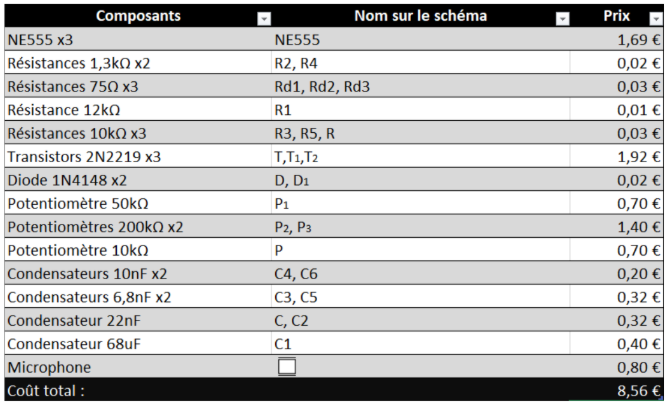 Composants Nom sur le schéma Prix
NE555 x3 NE555 1,69 €
Résistances 1,3kΩ x2 R2, R4 0,02 €
Résistances 75Ω x3 Rd1, Rd2, Rd3 0,03 €
Résistance 12kΩ R1 0,01 €
Résistances 10kΩ x3 R3, R5, R 0,03 €
Transistors 2N2219 x3 T,T1,T2 1,92 €
Diode 1N4148 x2 D, D1 0,02 €
Potentiomètre 50kΩ P1 0,70 €
Potentiomètres 200kΩ x2 P2, P3 1,40 €
Potentiomètre 10kΩ P 0,70 €
Condensateurs 10nF x2 C4, C6 0,20 €
Condensateurs 6,8nF x2 C3, C5 0,32 €
Condensateur 22nF C, C2 0,32 €
Condensateur 68uF C1 0,40 €
Microphone 0,80 €
Coût total : 8,56 €